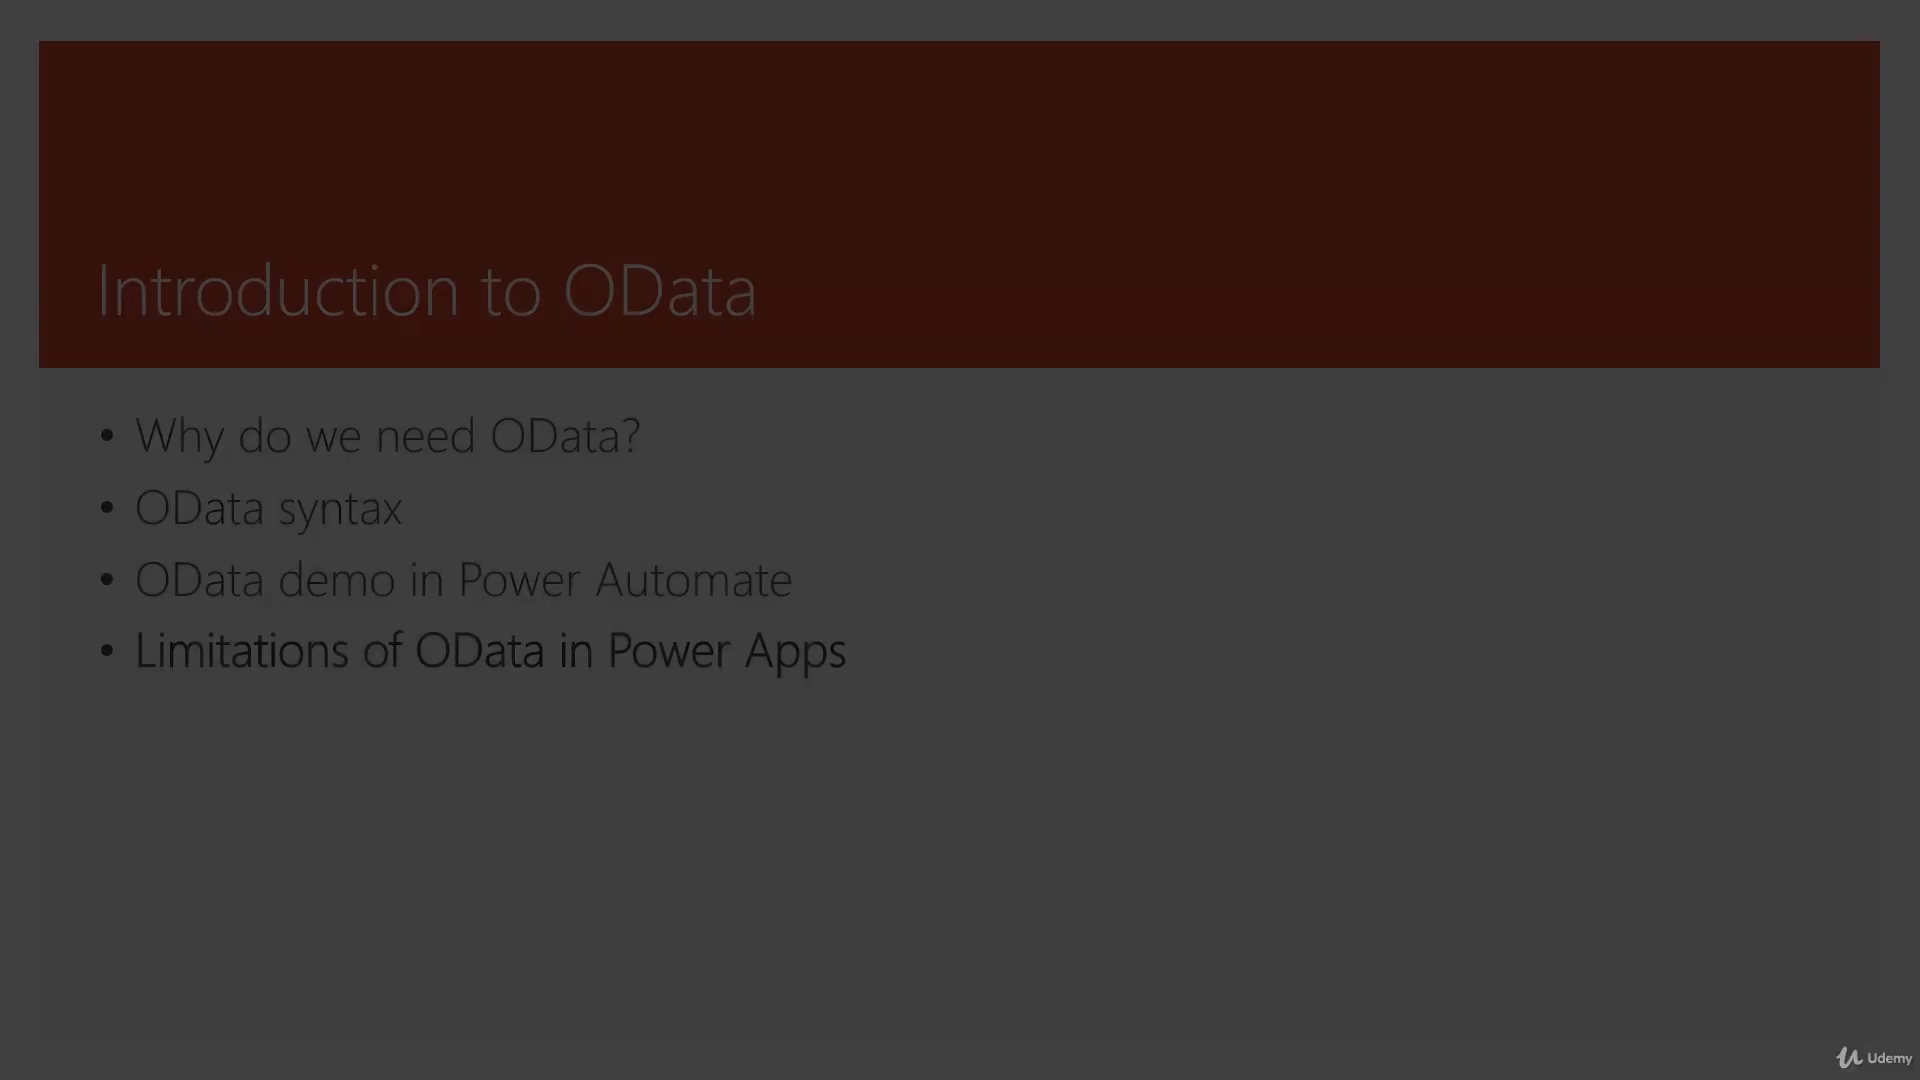 Introduction to OData
• Why do we need OData?
• OData syntax
• OData demo in Power Automate
• Limitations of OData in Power Apps
Udemy